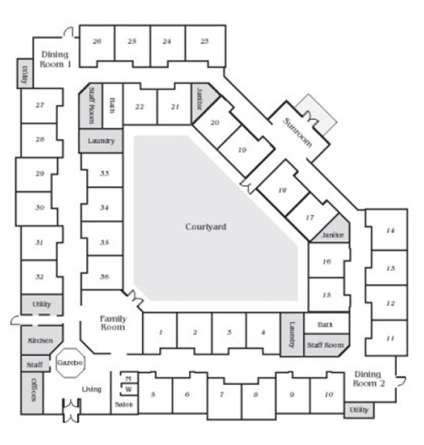 26
25
24
23
Dining
Room 1
Utility
Staff Room
Bath
22
21
Janitor
27
20
Sunroom
28
Laundry
19
29
33
18
30
34
17
Courtyard
14
Janitor
31
35
16
13
32
36
15
12
Utility
Family
Room
1
2
3
4
Laundry
Bath
Staff Room
11
Kitchen
Staff
Gazebo
Offices
Living
M
W
Salon
5
6
7
8
9
10
Dining
Room 2
Utility